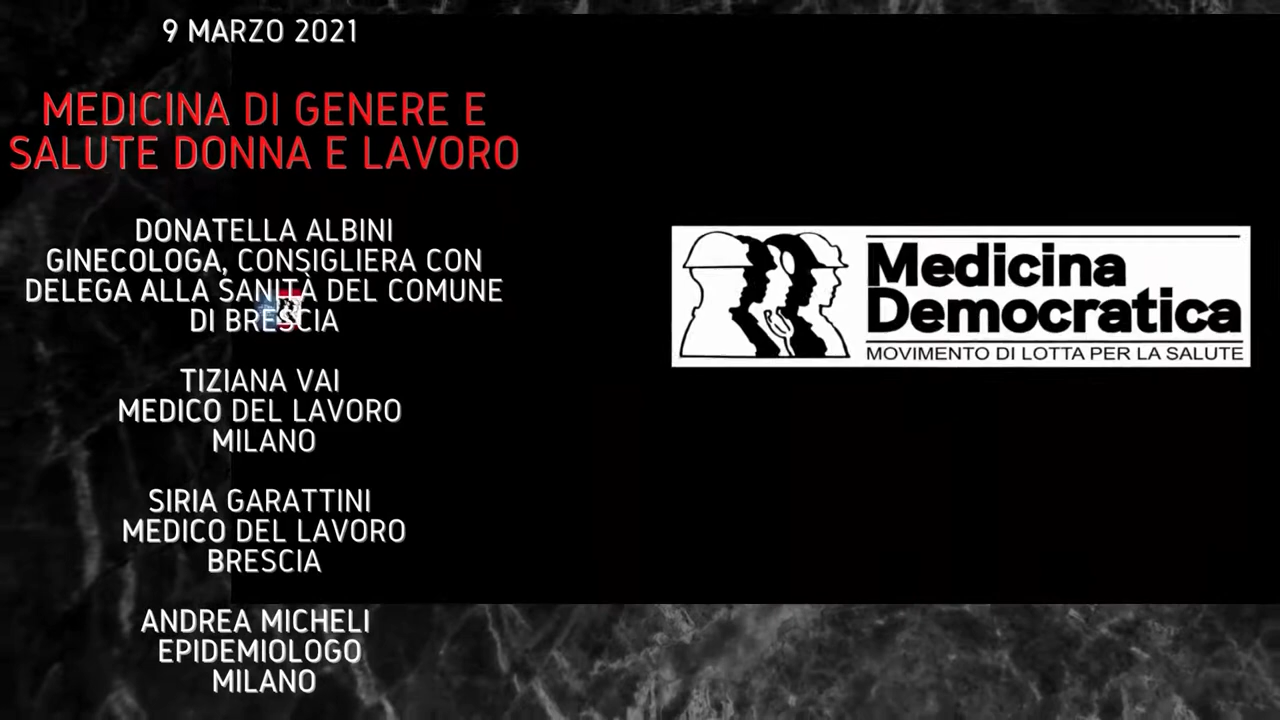 9 MARZO 2021
MEDICINA DI GENERE E
SALUTE DONNA E LAVORO
DONATELLA ALBINI
GINECOLOGA, CONSIGLIERA CON
DELEGA ALLA SANITÀ DEL COMUNE
DI BRESCIA
TIZIANA VAI
MEDICO DEL LAVORO
MILANO
SIRIA GARATTINI
MEDICO DEL LAVORO
BRESCIA
ANDREA MICHELI
EPIDEMIOLOGO
MILANO
Medicina
Democratica
MOVIMENTO DI LOTTA PER LA SALUTE